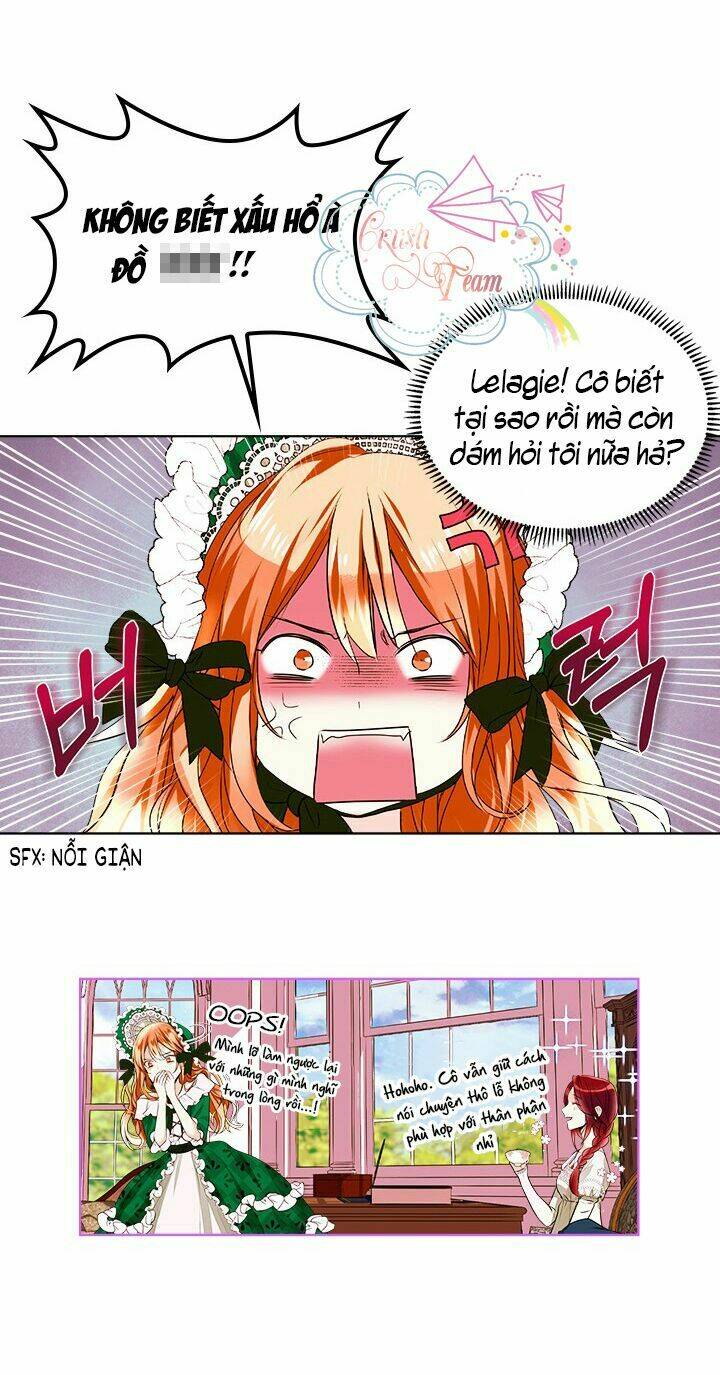 KHÔNG BIẾT XẤU HỔ À
ĐỒ !!
Crush
Team
Lelagie! Cô biết
tại sao rồi mà còn
dám hỏi tôi nữa hả?
버럭
SFX: NỖI GIẬN
OOPS!
Mình lỡ làm ngược lại
với những gì mình nghĩ
trong lòng rồi...!
Hohoho. Cô vẫn giữ cách
nói chuyện thô lỗ không
phù hợp với thân phận
nhỉ